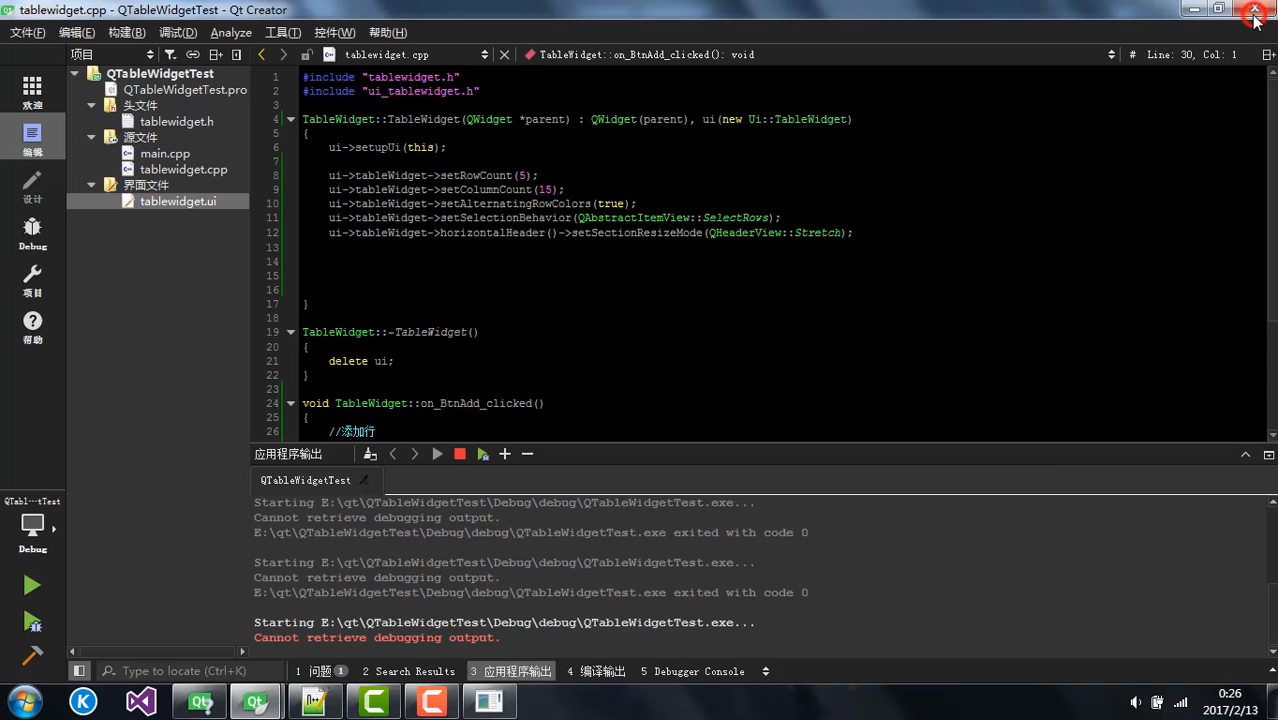 tablewidget.cpp - QTableWidgetTest - Qt Creator
文件(F) 编辑(E) 构建(B) 调试(D) Analyze 工具(T) 控件(W) 帮助(H)
项目 tablewidget.cpp TableWidget::on_BtnAdd_clicked(): void # Line: 30, Col: 1
QTableWidgetTest
QTableWidgetTest.pro
头文件
tablewidget.h
源文件
main.cpp
tablewidget.cpp
界面文件
tablewidget.ui
欢迎
编辑
设计
Debug
项目
帮助
QTabl···tTest
Debug
1 #include "tablewidget.h"
2 #include "ui_tablewidget.h"
3
4 TableWidget::TableWidget(QWidget *parent) : QWidget(parent), ui(new Ui::TableWidget)
5 {
6 ui->setupUi(this);
7
8 ui->tableWidget->setRowCount(5);
9 ui->tableWidget->setColumnCount(15);
10 ui->tableWidget->setAlternatingRowColors(true);
11 ui->tableWidget->setSelectionBehavior(QAbstractItemView::SelectRows);
12 ui->tableWidget->horizontalHeader()->setSectionResizeMode(QHeaderView::Stretch);
13
14
15
16
17 }
18
19 TableWidget::~TableWidget()
20 {
21 delete ui;
22 }
23
24 void TableWidget::on_BtnAdd_clicked()
25 {
26 //添加行
应用程序输出
QTableWidgetTest
Starting E:\qt\QTableWidgetTest\Debug\debug\QTableWidgetTest.exe...
Cannot retrieve debugging output.
E:\qt\QTableWidgetTest\Debug\debug\QTableWidgetTest.exe exited with code 0
Starting E:\qt\QTableWidgetTest\Debug\debug\QTableWidgetTest.exe...
Cannot retrieve debugging output.
E:\qt\QTableWidgetTest\Debug\debug\QTableWidgetTest.exe exited with code 0
Starting E:\qt\QTableWidgetTest\Debug\debug\QTableWidgetTest.exe...
Cannot retrieve debugging output.
Type to locate (Ctrl+K) 1 问题 1 2 Search Results 3 应用程序输出 4 编译输出 5 Debugger Console
0:26
2017/2/13